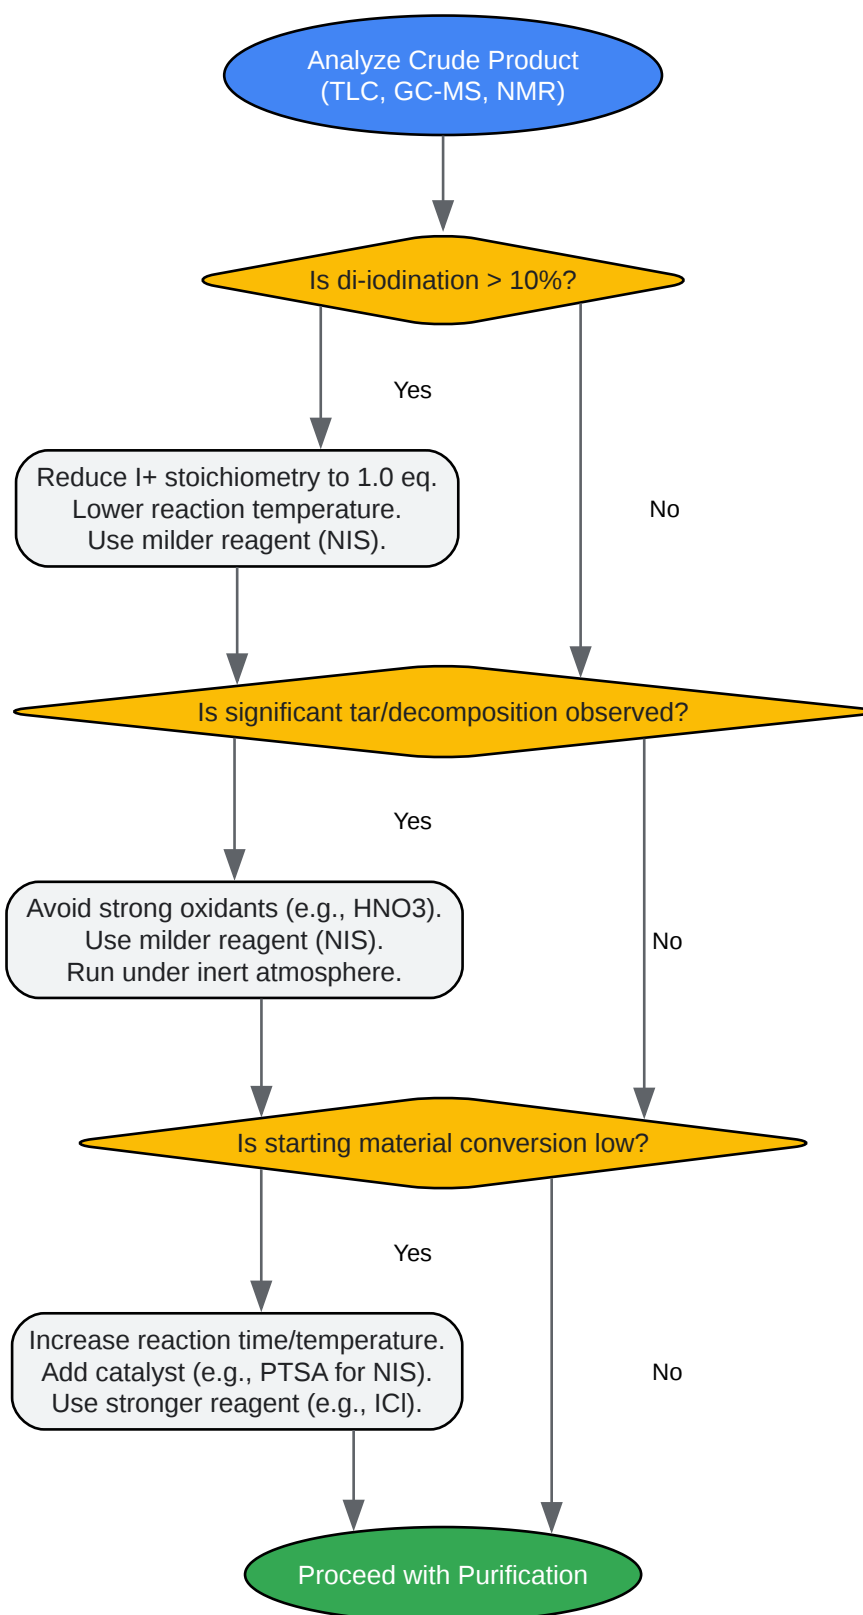 Analyze Crude Product
(TLC, GC-MS, NMR)
Is di-iodination > 10%?
Yes
Reduce I+ stoichiometry to 1.0 eq.
Lower reaction temperature.
Use milder reagent (NIS).
No
Is significant tar/decomposition observed?
Yes
Avoid strong oxidants (e.g., HNO3).
Use milder reagent (NIS).
Run under inert atmosphere.
No
Is starting material conversion low?
Yes
Increase reaction time/temperature.
Add catalyst (e.g., PTSA for NIS).
Use stronger reagent (e.g., ICl).
No
Proceed with Purification